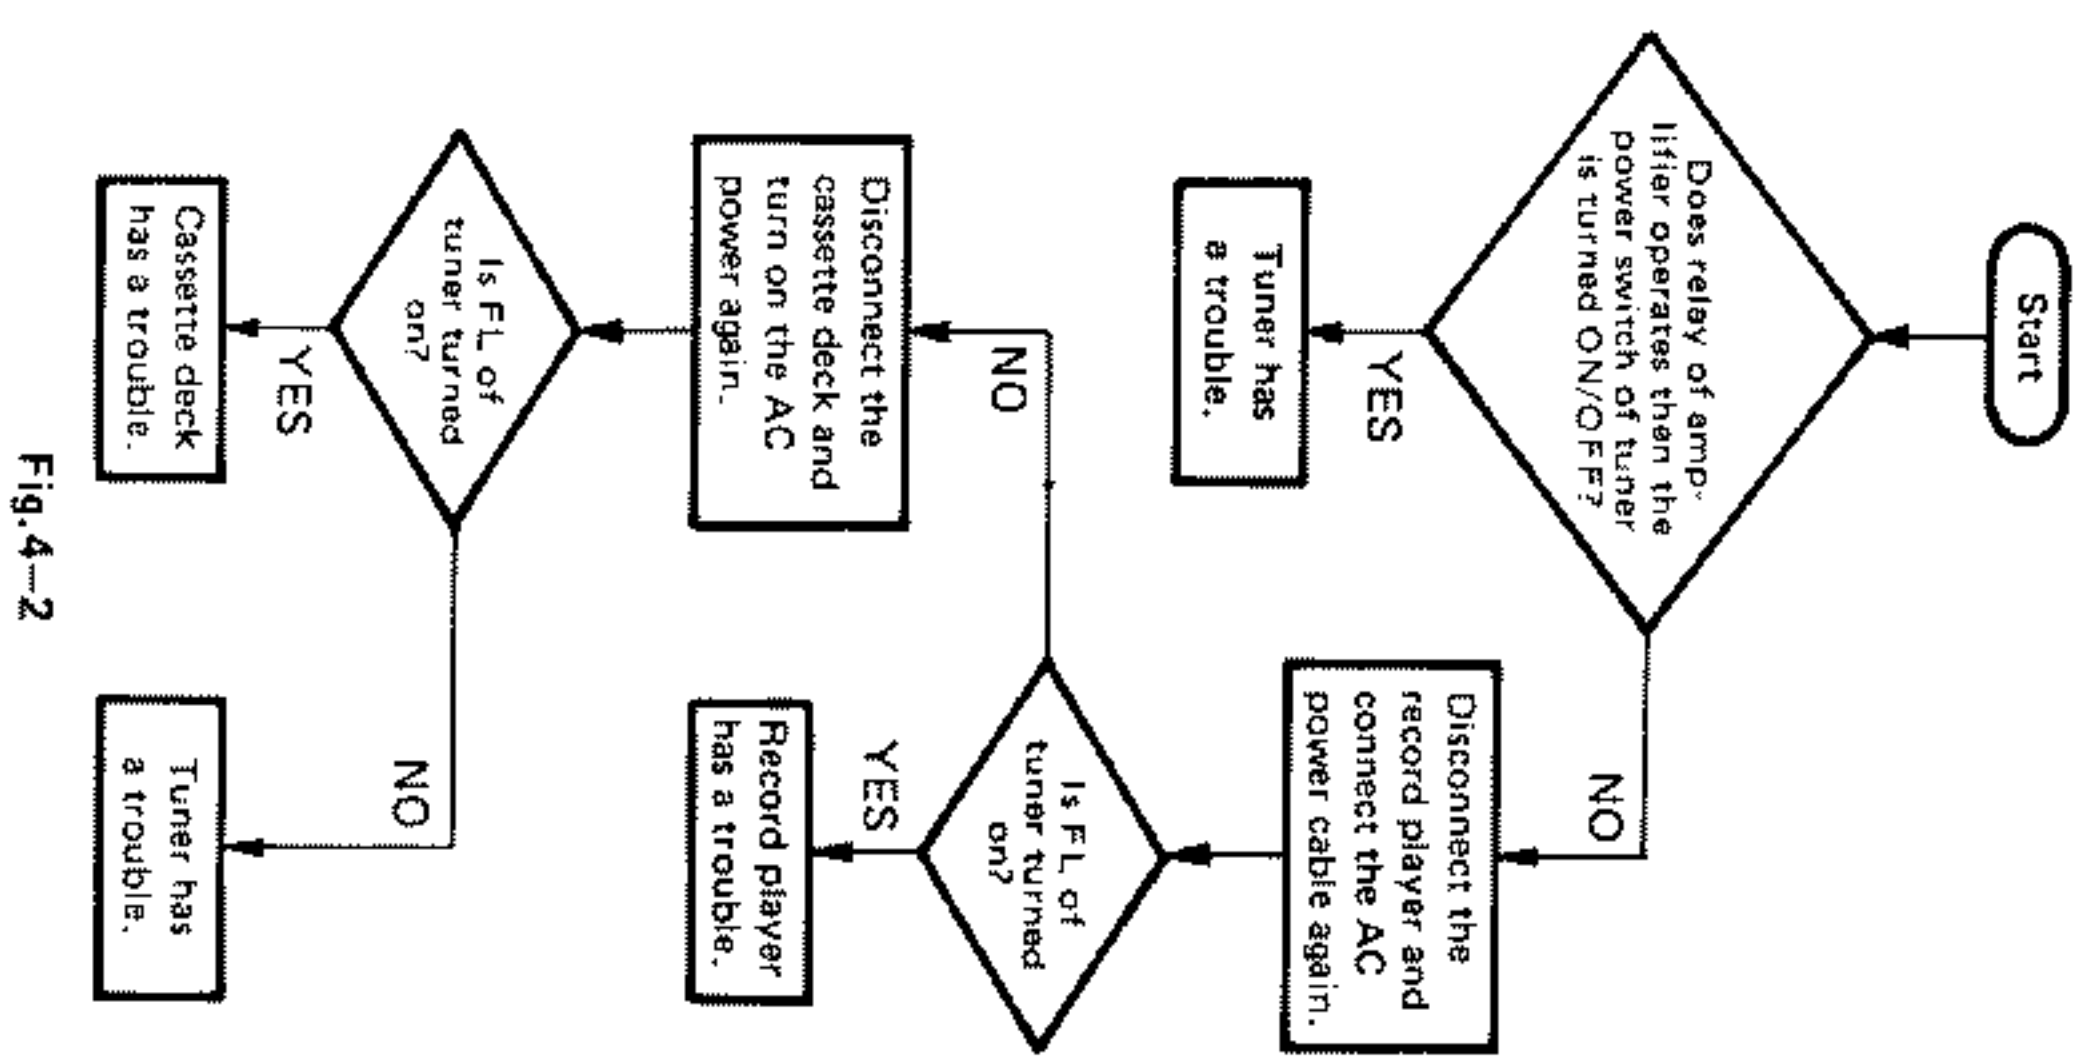 Start
Does relay of amp-
lifier operates then the
power switch of tuner
is turned ON/OFF?
YES
NO
Tuner has
a trouble.
Disconnect the
record player and
connect the AC
power cable again.
Is FL of
tuner turned
on?
NO
YES
Disconnect the
cassette deck and
turn on the AC
power again.
Record player
has a trouble.
Is FL of
tuner turned
on?
YES
NO
Cassette deck
has a trouble.
Tuner has
a trouble.
Fig.4—2